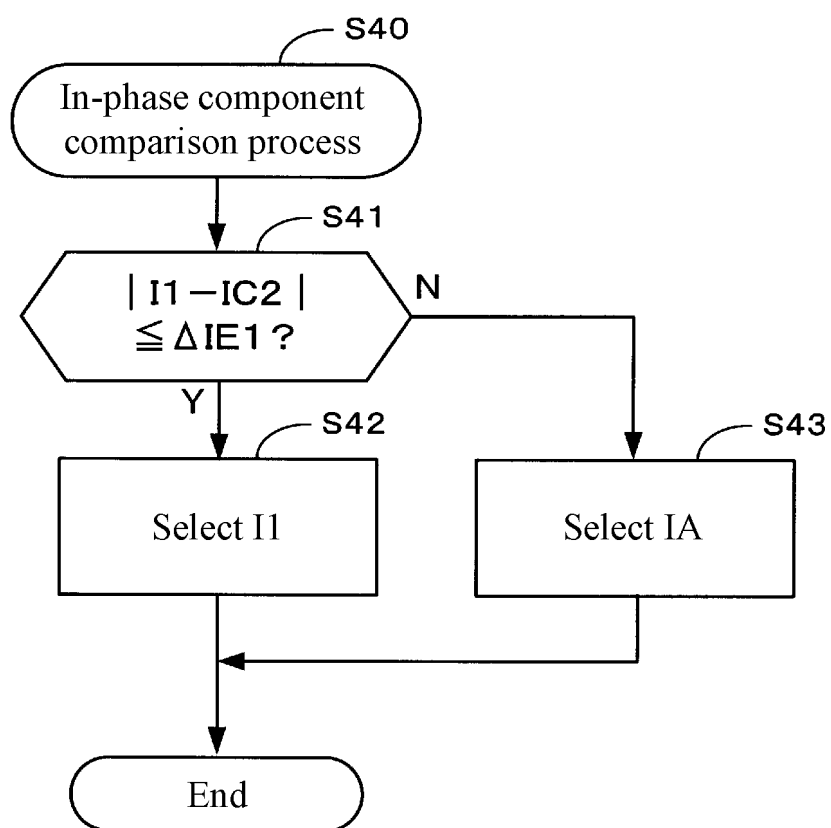 S40
In-phase component
comparison process
S41
| I1－IC2 |
≦ΔIE1？
N
Y
S42
S43
Select I1
Select IA
End